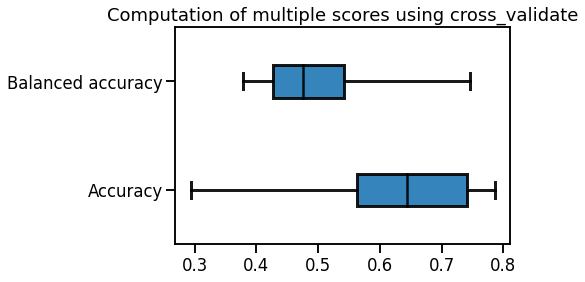 Computation of multiple scores using cross_validate
Balanced accuracy
Accuracy
0.3 0.4 0.5 0.6 0.7 0.8